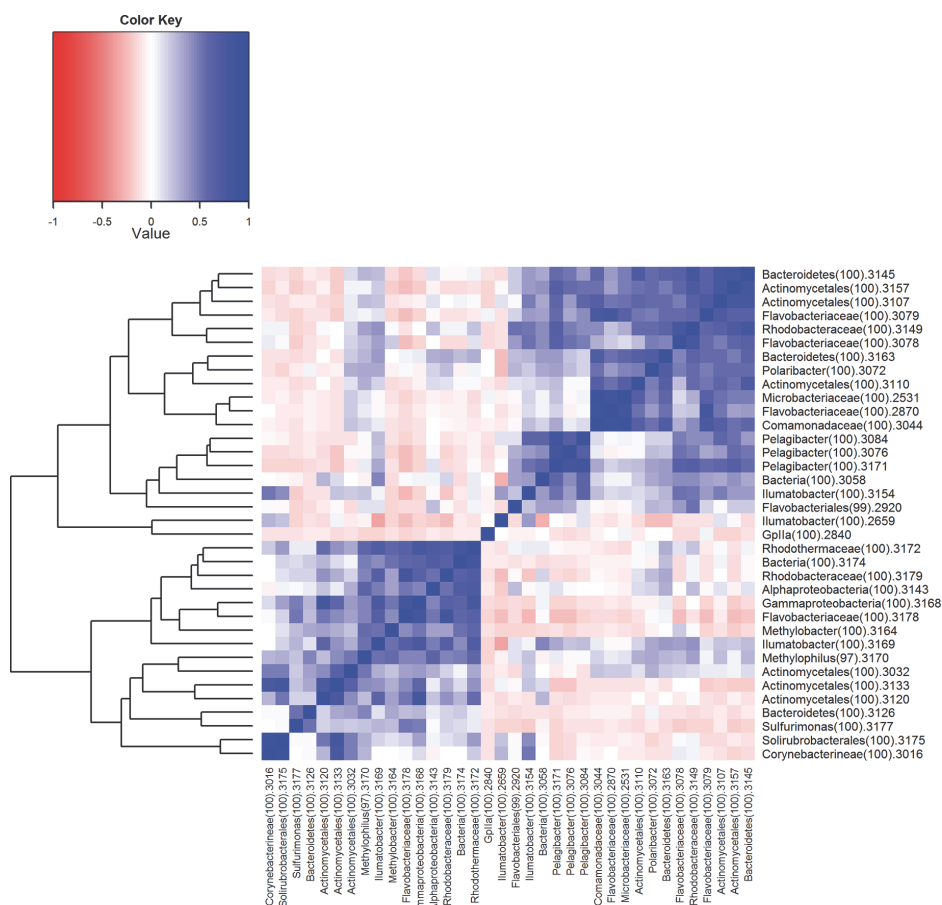 Color Key
-1 -0.5 0 0.5 1
Value
Bacteroidetes(100).3145
Actinomycetales(100).3157
Actinomycetales(100).3107
Flavobacteriaceae(100).3079
Rhodobacteraceae(100).3149
Flavobacteriaceae(100).3078
Bacteroidetes(100).3163
Polaribacter(100).3072
Actinomycetales(100).3110
Microbacteriaceae(100).2531
Flavobacteriaceae(100).2870
Comamonadaceae(100).3044
Pelagibacter(100).3084
Pelagibacter(100).3076
Pelagibacter(100).3171
Bacteria(100).3058
Ilumatobacter(100).3154
Flavobacteriales(99).2920
Ilumatobacter(100).2659
GpIIa(100).2840
Rhodothermaceae(100).3172
Bacteria(100).3174
Rhodobacteraceae(100).3179
Alphaproteobacteria(100).3143
Gammaproteobacteria(100).3168
Flavobacteriaceae(100).3178
Methylobacter(100).3164
Ilumatobacter(100).3169
Methylophilus(97).3170
Actinomycetales(100).3032
Actinomycetales(100).3133
Actinomycetales(100).3120
Bacteroidetes(100).3126
Sulfurimonas(100).3177
Solirubrobacterales(100).3175
Corynebacterineae(100).3016
Corynebacterineae(100).3016
Solirubrobacterales(100).3175
Sulfurimonas(100).3177
Bacteroidetes(100).3126
Actinomycetales(100).3120
Actinomycetales(100).3133
Actinomycetales(100).3032
Methylophilus(97).3170
Ilumatobacter(100).3169
Methylobacter(100).3164
Flavobacteriaceae(100).3178
mmaproteobacteria(100).3168
lphaproteobacteria(100).3143
Rhodobacteraceae(100).3179
Bacteria(100).3174
Rhodothermaceae(100).3172
GpIIa(100).2840
Ilumatobacter(100).2659
Flavobacteriales(99).2920
Ilumatobacter(100).3154
Bacteria(100).3058
Pelagibacter(100).3171
Pelagibacter(100).3076
Pelagibacter(100).3084
Comamonadaceae(100).3044
Flavobacteriaceae(100).2870
Microbacteriaceae(100).2531
Actinomycetales(100).3110
Polaribacter(100).3072
Bacteroidetes(100).3163
Flavobacteriaceae(100).3078
Rhodobacteraceae(100).3149
Flavobacteriaceae(100).3079
Actinomycetales(100).3107
Actinomycetales(100).3157
Bacteroidetes(100).3145